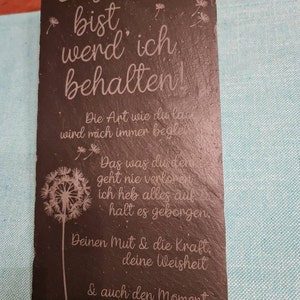 bist
werd' ich
behalten!
Die Art wie du
wird mich immer
Das was du
geht nie
ich heb alles auf
halt es geborgen.
Deinen Mut & die Kraft,
deine Weisheit
& auch den Moment